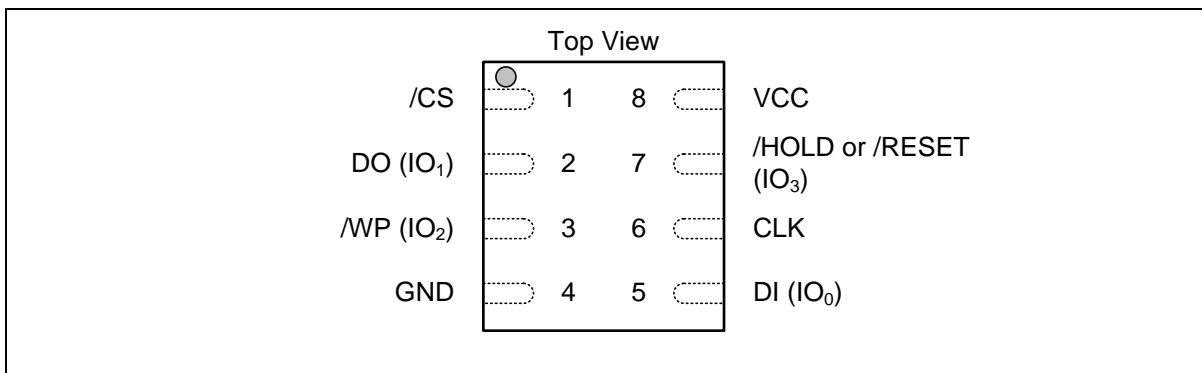 Top View
/CS 1 8 VCC
DO (IO₁) 2 7 /HOLD or /RESET
(IO₃)
/WP (IO₂) 3 6 CLK
GND 4 5 DI (IO₀)